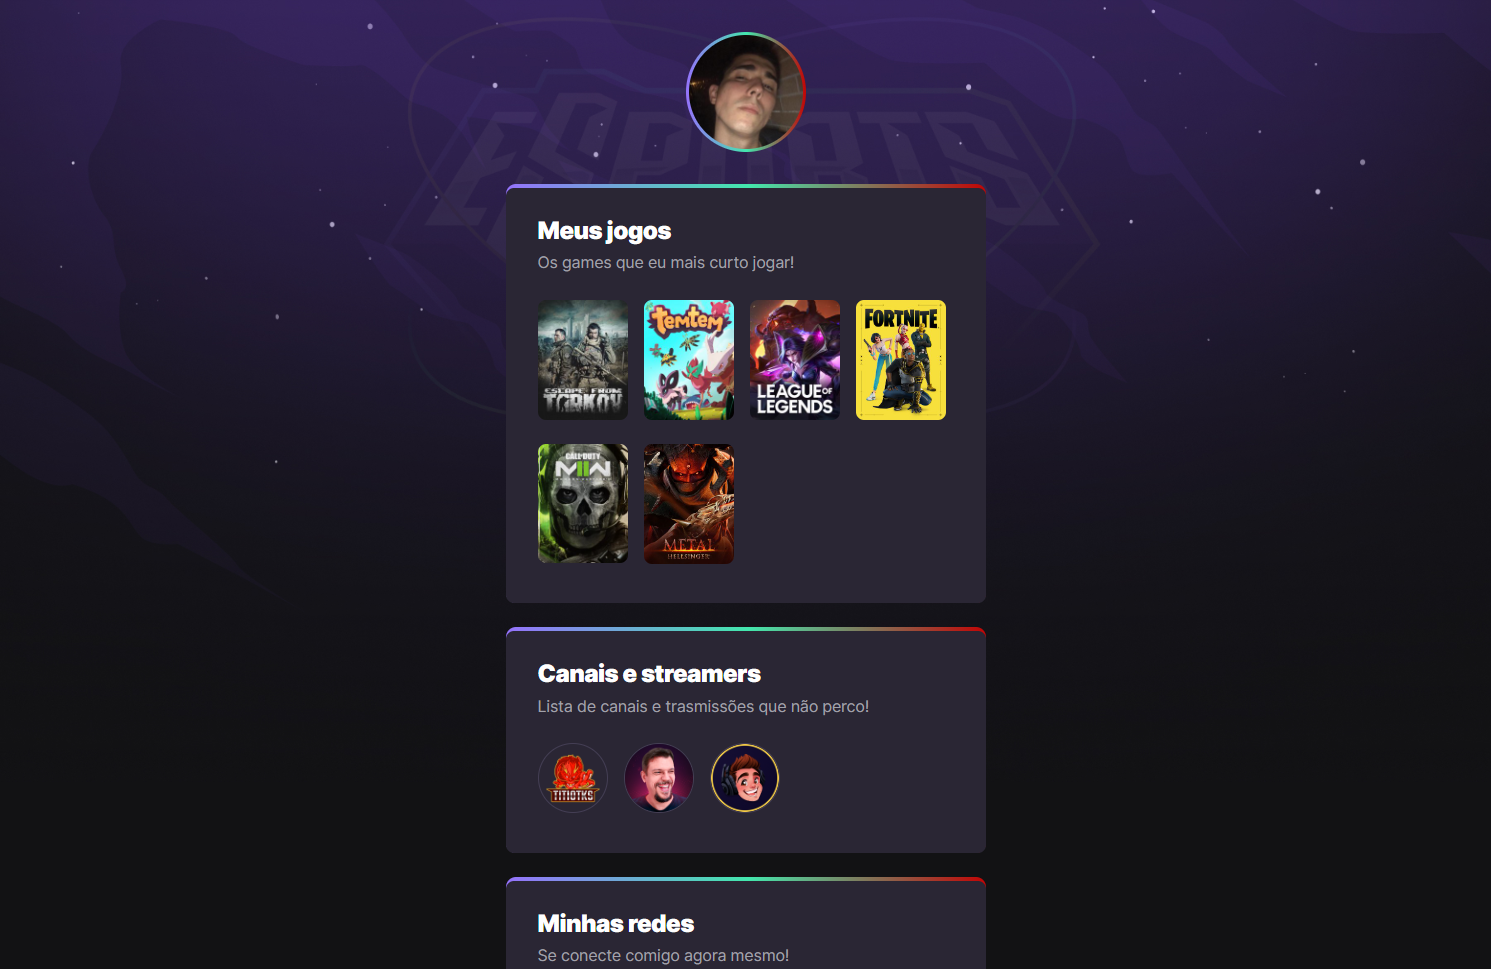 ESPORTS
Meus jogos
Os games que eu mais curto jogar!
ESCAPE FROM
TARKOV
temtem
LEAGUE OF
LEGENDS
FORTNITE
CALL OF DUTY
MWII
METAL
HELLSINGER
Canais e streamers
Lista de canais e trasmissões que não perco!
TITIOTKS
Minhas redes
Se conecte comigo agora mesmo!